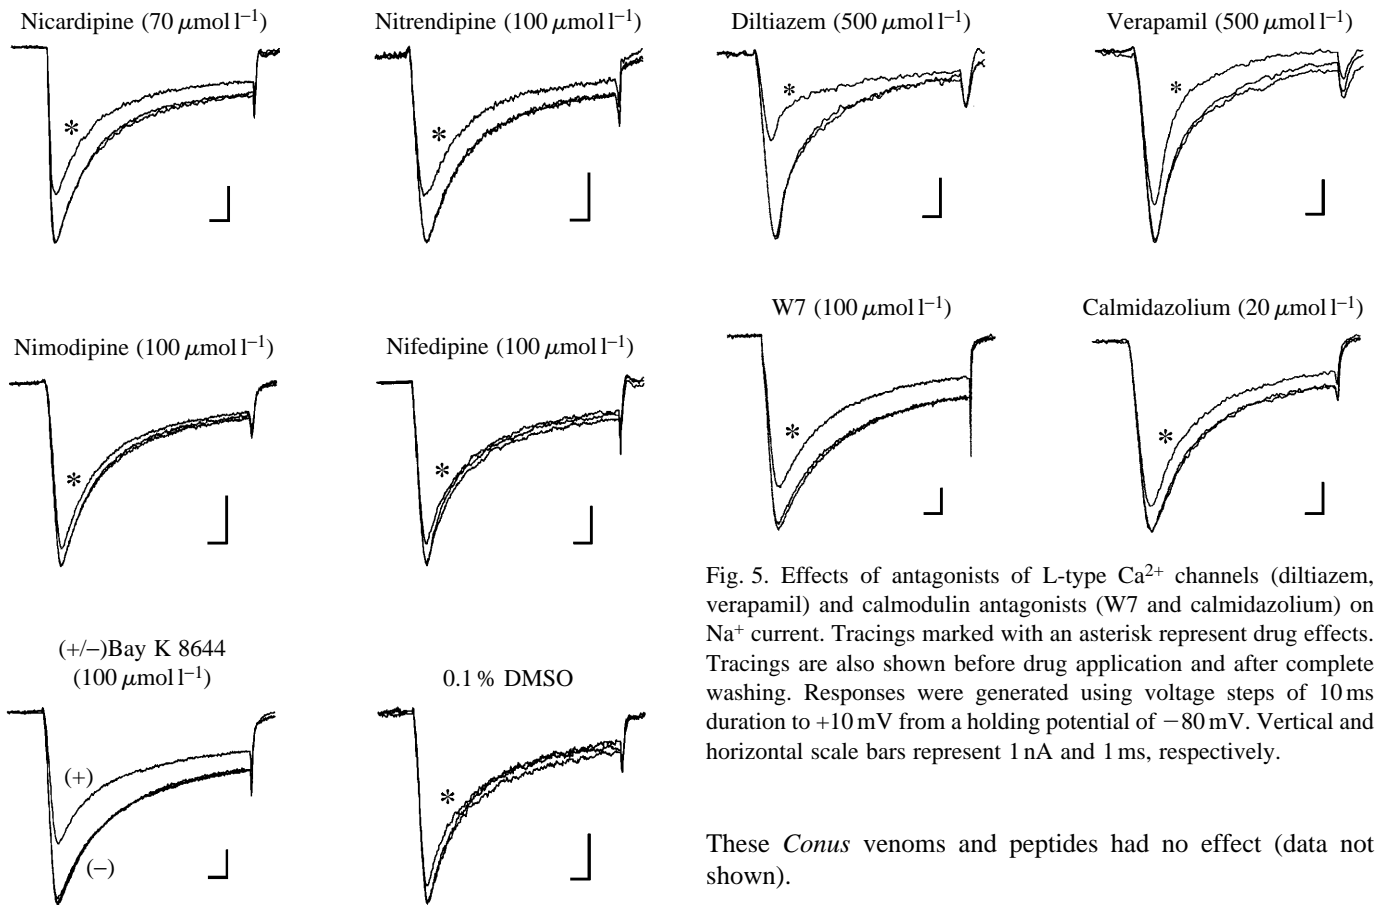 Nicardipine (70 μmol l⁻¹)
Nitrendipine (100 μmol l⁻¹)
Nimodipine (100 μmol l⁻¹)
Nifedipine (100 μmol l⁻¹)
(+/−)Bay K 8644
(100 μmol l⁻¹)
0.1 % DMSO
*
*
*
*
(+)
(−)
*
Diltiazem (500 μmol l⁻¹)
Verapamil (500 μmol l⁻¹)
*
*
W7 (100 μmol l⁻¹)
Calmidazolium (20 μmol l⁻¹)
*
*
Fig. 5. Effects of antagonists of L-type Ca²⁺ channels (diltiazem,
verapamil) and calmodulin antagonists (W7 and calmidazolium) on
Na⁺ current. Tracings marked with an asterisk represent drug effects.
Tracings are also shown before drug application and after complete
washing. Responses were generated using voltage steps of 10 ms
duration to +10 mV from a holding potential of −80 mV. Vertical and
horizontal scale bars represent 1 nA and 1 ms, respectively.
These Conus venoms and peptides had no effect (data not
shown).